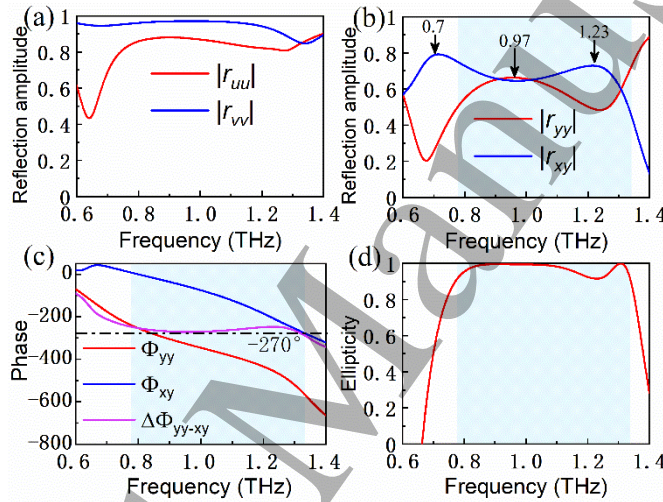 (a)
Reflection amplitude
1
0.8
0.6
0.4
0.2
0
|r_uu|
|r_vv|
0.6 0.8 1.0 1.2 1.4
Frequency (THz)
(b)
Reflection amplitude
1
0.8
0.6
0.4
0.2
0
0.7
0.97
1.23
|r_yy|
|r_xy|
0.6 0.8 1.0 1.2 1.4
Frequency (THz)
(c)
Phase
0
−200
−400
−600
−800
−270°
Φ_yy
Φ_xy
ΔΦ_yy-xy
0.6 0.8 1.0 1.2 1.4
Frequency (THz)
(d)
Ellipticity
1
0.8
0.6
0.4
0.2
0
0.6 0.8 1.0 1.2 1.4
Frequency (THz)